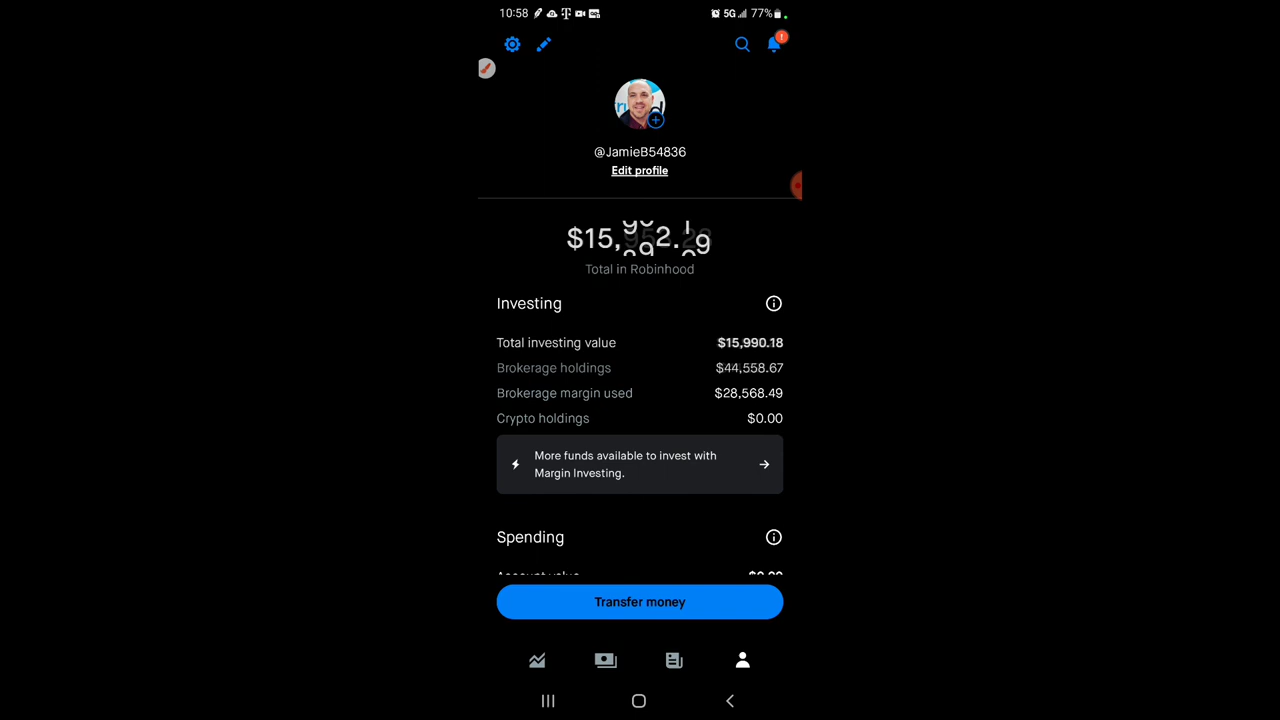 10:58 5G 77%
@JamieB54836
Edit profile
$15,
Total in Robinhood
Investing
Total investing value $15,990.18
Brokerage holdings $44,558.67
Brokerage margin used $28,568.49
Crypto holdings $0.00
More funds available to invest with
Margin Investing.
Spending
Transfer money